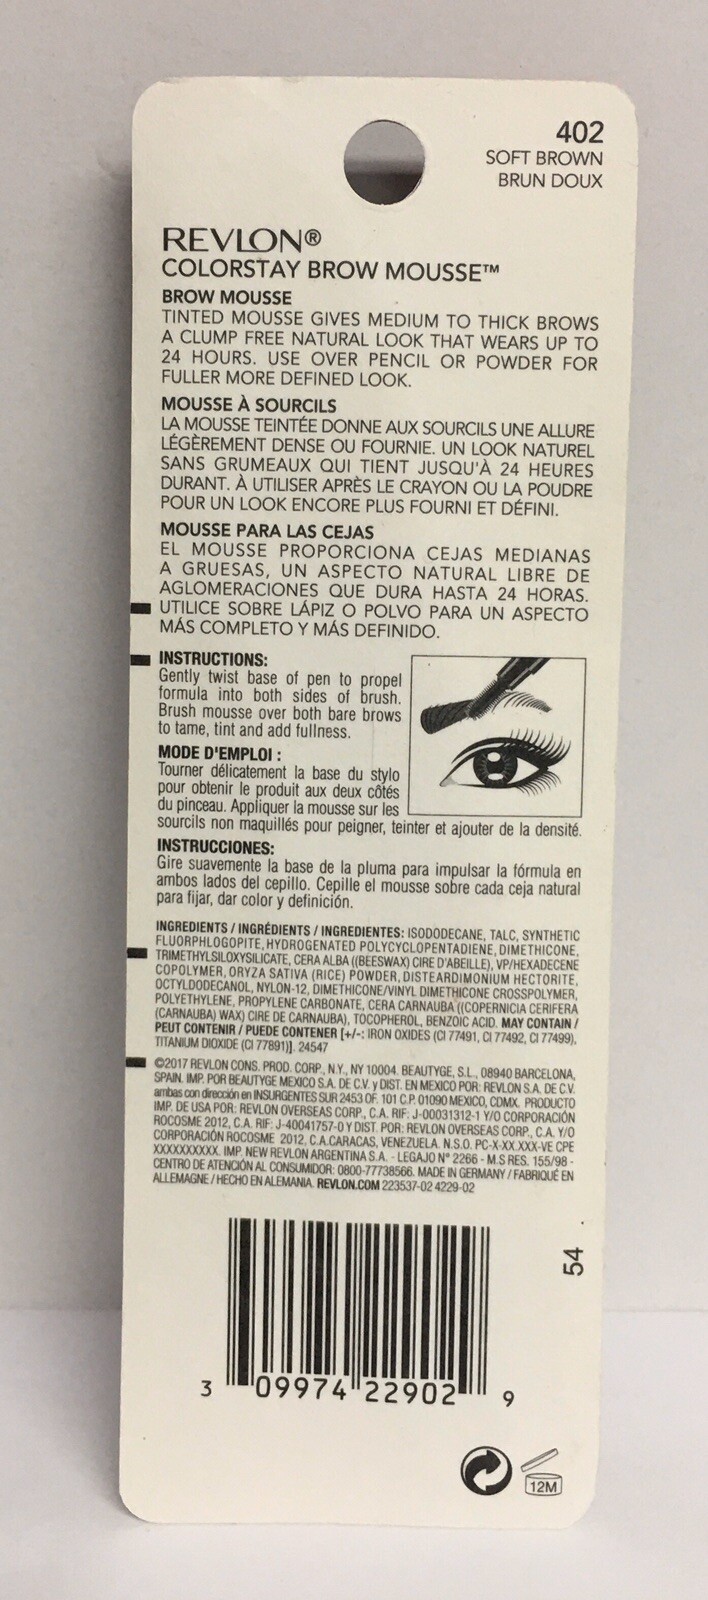 402
SOFT BROWN
BRUN DOUX
REVLON®
COLORSTAY BROW MOUSSE™
BROW MOUSSE
TINTED MOUSSE GIVES MEDIUM TO THICK BROWS
A CLUMP FREE NATURAL LOOK THAT WEARS UP TO
24 HOURS. USE OVER PENCIL OR POWDER FOR
FULLER MORE DEFINED LOOK.
MOUSSE À SOURCILS
LA MOUSSE TEINTÉE DONNE AUX SOURCILS UNE ALLURE
LÉGÈREMENT DENSE OU FOURNIE. UN LOOK NATUREL
SANS GRUMEAUX QUI TIENT JUSQU'À 24 HEURES
DURANT. À UTILISER APRÈS LE CRAYON OU LA POUDRE
POUR UN LOOK ENCORE PLUS FOURNI ET DÉFINI.
MOUSSE PARA LAS CEJAS
EL MOUSSE PROPORCIONA CEJAS MEDIANAS
A GRUESAS, UN ASPECTO NATURAL LIBRE DE
AGLOMERACIONES QUE DURA HASTA 24 HORAS.
UTILICE SOBRE LÁPIZ O POLVO PARA UN ASPECTO
MÁS COMPLETO Y MÁS DEFINIDO.
INSTRUCTIONS:
Gently twist base of pen to propel
formula into both sides of brush.
Brush mousse over both bare brows
to tame, tint and add fullness.
MODE D'EMPLOI :
Tourner délicatement la base du stylo
pour obtenir le produit aux deux côtés
du pinceau. Appliquer la mousse sur les
sourcils non maquillés pour peigner, teinter et ajouter de la densité.
INSTRUCCIONES:
Gire suavemente la base de la pluma para impulsar la fórmula en
ambos lados del cepillo. Cepille el mousse sobre cada ceja natural
para fijar, dar color y definición.
INGREDIENTS / INGRÉDIENTS / INGREDIENTES: ISODODECANE, TALC, SYNTHETIC
FLUORPHLOGOPITE, HYDROGENATED POLYCYCLOPENTADIENE, DIMETHICONE,
TRIMETHYLSILOXYSILICATE, CERA ALBA ((BEESWAX) CIRE D'ABEILLE), VP/HEXADECENE
COPOLYMER, ORYZA SATIVA (RICE) POWDER, DISTEARDIMONIUM HECTORITE,
OCTYLDODECANOL, NYLON-12, DIMETHICONE/VINYL DIMETHICONE CROSSPOLYMER,
POLYETHYLENE, PROPYLENE CARBONATE, CERA CARNAUBA ((COPERNICIA CERIFERA
(CARNAUBA) WAX) CIRE DE CARNAUBA), TOCOPHEROL, BENZOIC ACID. MAY CONTAIN /
PEUT CONTENIR / PUEDE CONTENER [+/-: IRON OXIDES (CI 77491, CI 77492, CI 77499),
TITANIUM DIOXIDE (CI 77891)]. 24547
©2017 REVLON CONS. PROD. CORP., N.Y., NY 10004. BEAUTYGE, S.L., 08940 BARCELONA,
SPAIN. IMP. POR BEAUTYGE MEXICO S.A. DE C.V. y DIST. EN MEXICO POR: REVLON S.A. DE C.V.
ambas con dirección en INSURGENTES SUR 2453 OF. 101 C.P. 01090 MEXICO, CDMX. PRODUCTO
IMP. DE USA POR: REVLON OVERSEAS CORP., C.A. RIF: J-00031312-1 Y/O CORPORACIÓN
ROCOSME 2012, C.A. RIF: J-40041757-0 Y DIST. POR: REVLON OVERSEAS CORP., C.A. Y/O
CORPORACIÓN ROCOSME 2012, C.A. CARACAS, VENEZUELA. N.S.O. PC-X-XX.XXX-VE CPE
XXXXXXXXXX. IMP. NEW REVLON ARGENTINA S.A. - LEGAJO N° 2266 - M.S RES. 155/98 -
CENTRO DE ATENCIÓN AL CONSUMIDOR: 0800-77738566. MADE IN GERMANY / FABRIQUÉ EN
ALLEMAGNE / HECHO EN ALEMANIA. REVLON.COM 223537-02 4229-02
54
3 09974 22902 9
12M